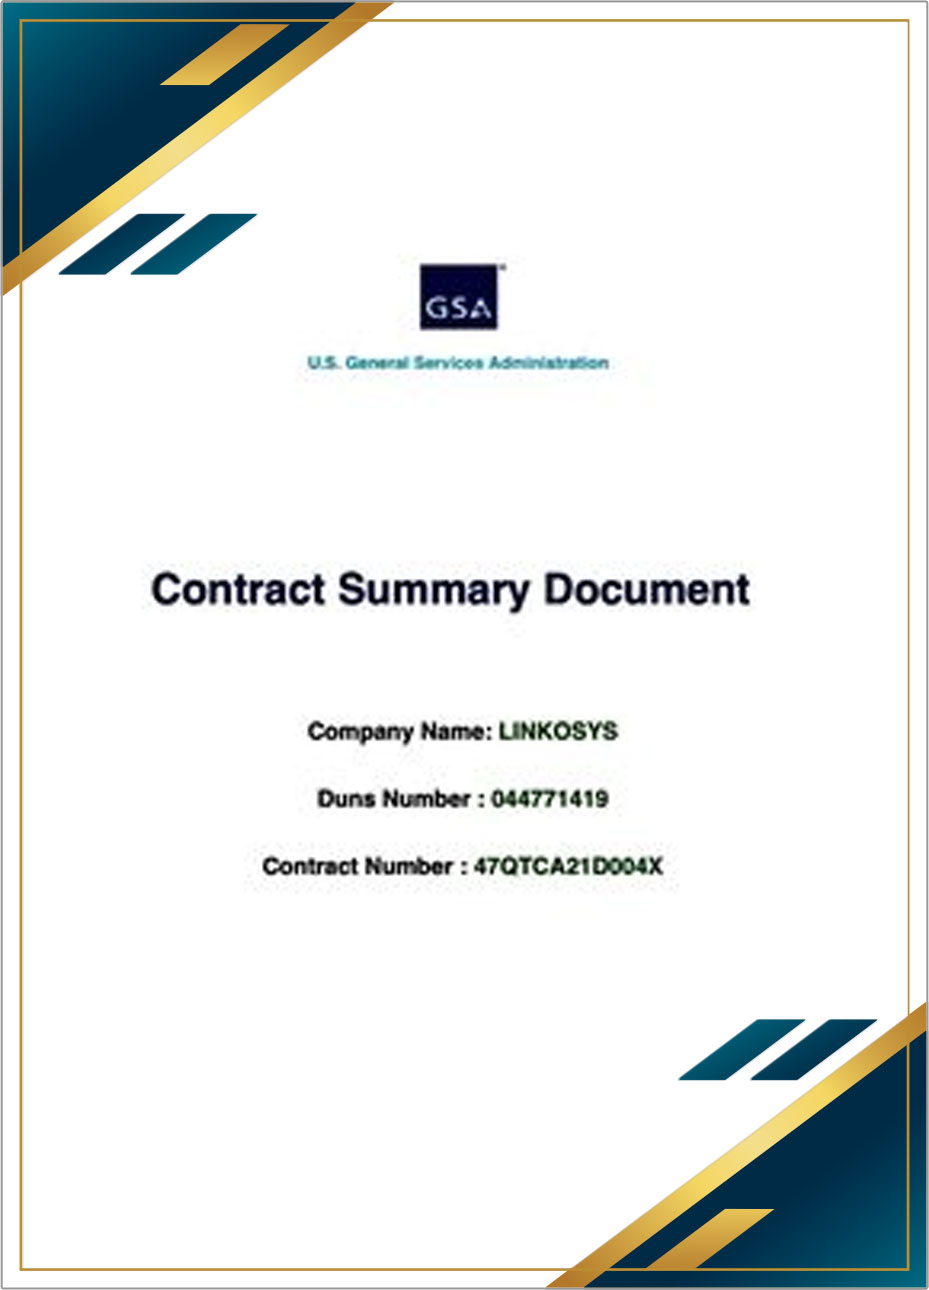 GSA
U.S. General Services Administration
Contract Summary Document
Company Name: LINKOSYS
Duns Number : 044771419
Contract Number : 47QTCA21D004X